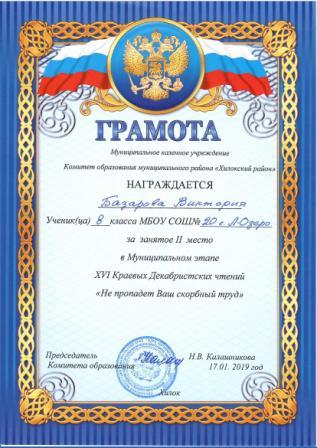 ГРАМОТА
Муниципальное казенное учреждение
Комитет образования муниципального района «Хилокский район»
НАГРАЖДАЕТСЯ
Базарова Виктория
Ученик(ца) 8 класса МБОУ СОШ№ 20 с. Л-Озеро
за занятое II место
в Муниципальном этапе
XVI Краевых Декабристских чтений
«Не пропадет Ваш скорбный труд»
Председатель Н.В. Калашникова
Комитета образования 17.01. 2019 год
Хилок